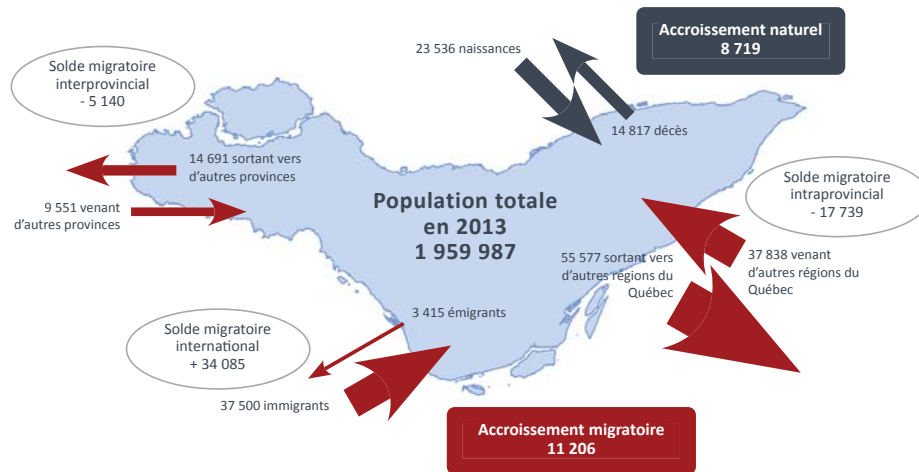 Accroissement naturel
8 719
23 536 naissances
14 817 décès
Solde migratoire
interprovincial
- 5 140
14 691 sortant vers
d'autres provinces
9 551 venant
d'autres provinces
Population totale
en 2013
1 959 987
Solde migratoire
intraprovincial
- 17 739
55 577 sortant vers
d'autres régions du
Québec
37 838 venant
d'autres régions du
Québec
3 415 émigrants
Solde migratoire
international
+ 34 085
37 500 immigrants
Accroissement migratoire
11 206